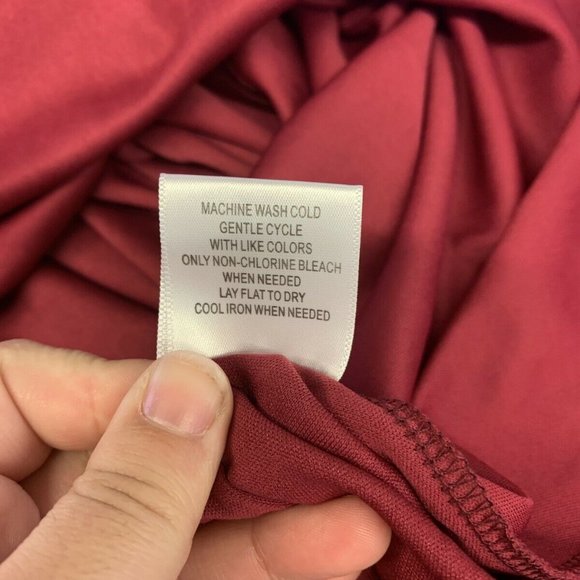 MACHINE WASH COLD
GENTLE CYCLE
WITH LIKE COLORS
ONLY NON-CHLORINE BLEACH
WHEN NEEDED
LAY FLAT TO DRY
COOL IRON WHEN NEEDED